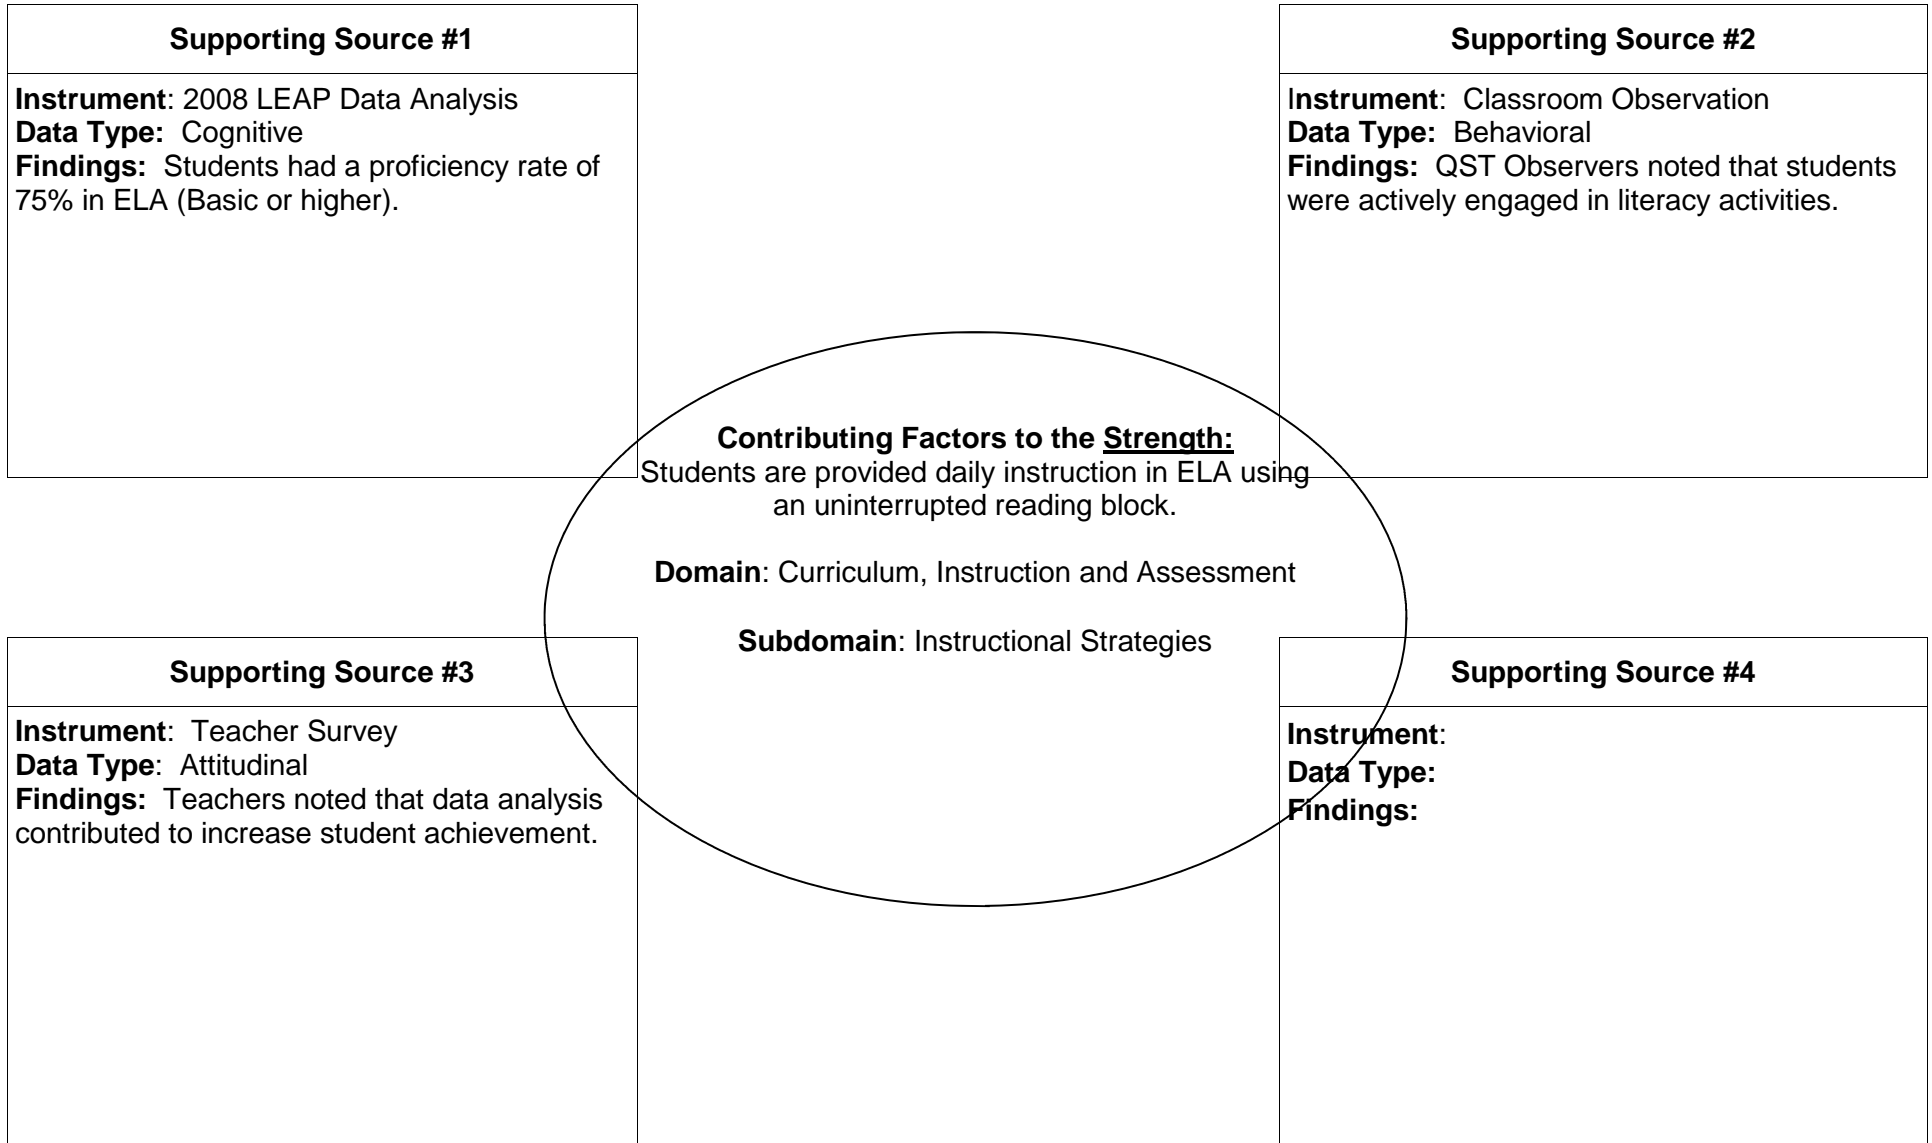 Supporting Source #1
Instrument: 2008 LEAP Data Analysis
Data Type: Cognitive
Findings: Students had a proficiency rate of
75% in ELA (Basic or higher).
Supporting Source #2
Instrument: Classroom Observation
Data Type: Behavioral
Findings: QST Observers noted that students
were actively engaged in literacy activities.
Contributing Factors to the Strength:
Students are provided daily instruction in ELA using
an uninterrupted reading block.
Domain: Curriculum, Instruction and Assessment
Subdomain: Instructional Strategies
Supporting Source #3
Instrument: Teacher Survey
Data Type: Attitudinal
Findings: Teachers noted that data analysis
contributed to increase student achievement.
Supporting Source #4
Instrument:
Data Type:
Findings: